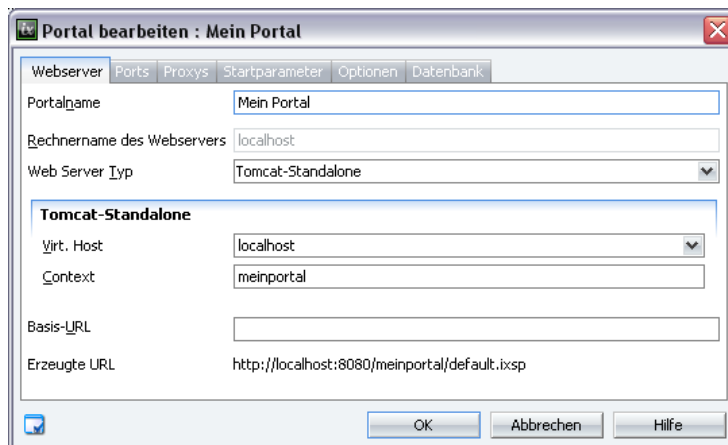 ix Portal bearbeiten : Mein Portal
Webserver Ports Proxys Startparameter Optionen Datenbank
Portalname Mein Portal
Rechnername des Webservers localhost
Web Server Typ Tomcat-Standalone
Tomcat-Standalone
Virt. Host localhost
Context meinportal
Basis-URL
Erzeugte URL http://localhost:8080/meinportal/default.ixsp
OK Abbrechen Hilfe